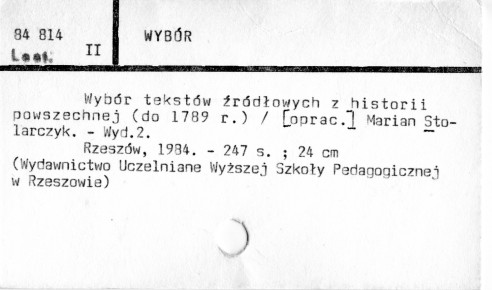 84 814
II
WYBÓR
Wybór tekstów źródłowych z historii
powszechnej (do 1789 r.) / [oprac.] Marian Sto-
larczyk. - Wyd.2.
Rzeszów, 1984. - 247 s. ; 24 cm
(Wydawnictwo Uczelniane Wyższej Szkoły Pedagogicznej
w Rzeszowie)